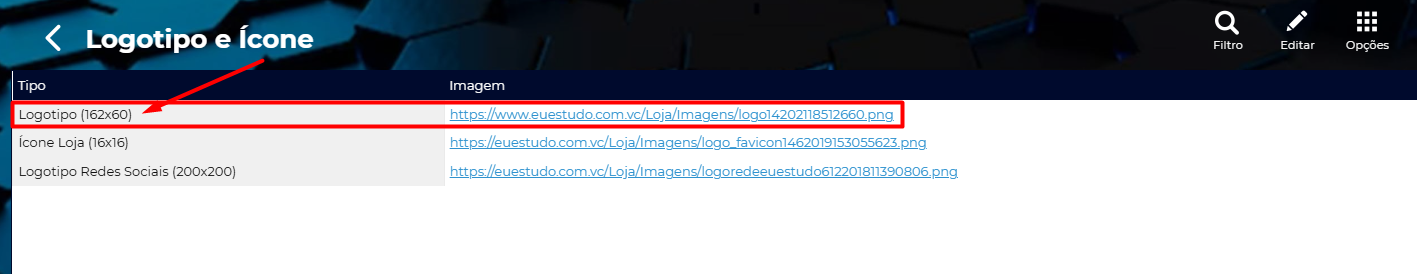 Logotipo e Ícone
Filtro Editar Opções
Tipo Imagem
Logotipo (162x60) https://www.euestudo.com.vc/Loja/Imagens/logo14202118512660.png
Ícone Loja (16x16) https://euestudo.com.vc/Loja/Imagens/logo_favicon1462019153055623.png
Logotipo Redes Sociais (200x200) https://euestudo.com.vc/Loja/Imagens/logoredeeuestudo612201811390806.png